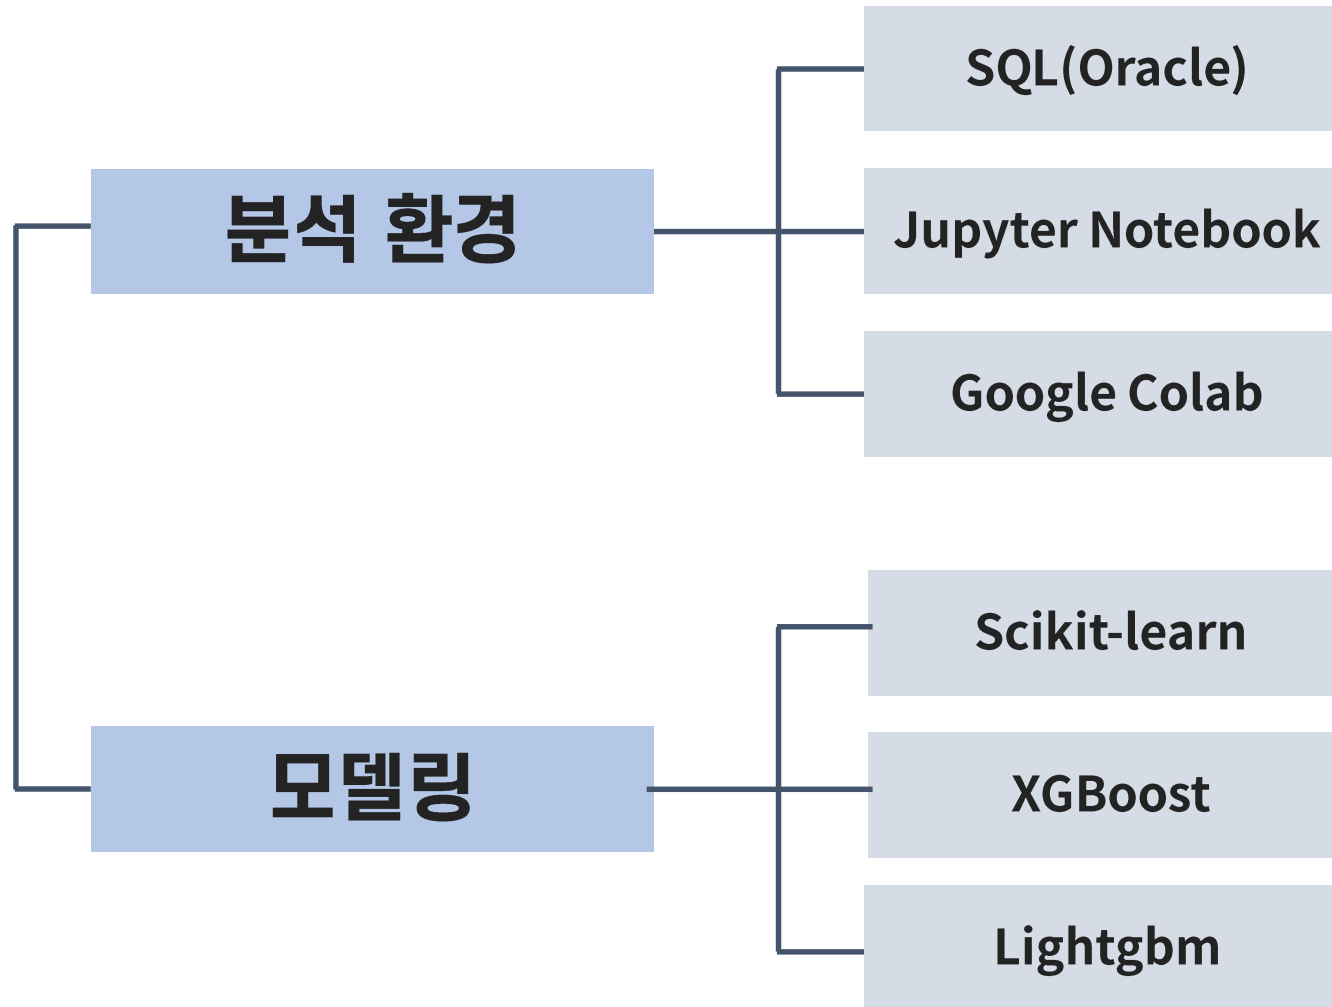 분석 환경
SQL(Oracle)
Jupyter Notebook
Google Colab
모델링
Scikit-learn
XGBoost
Lightgbm